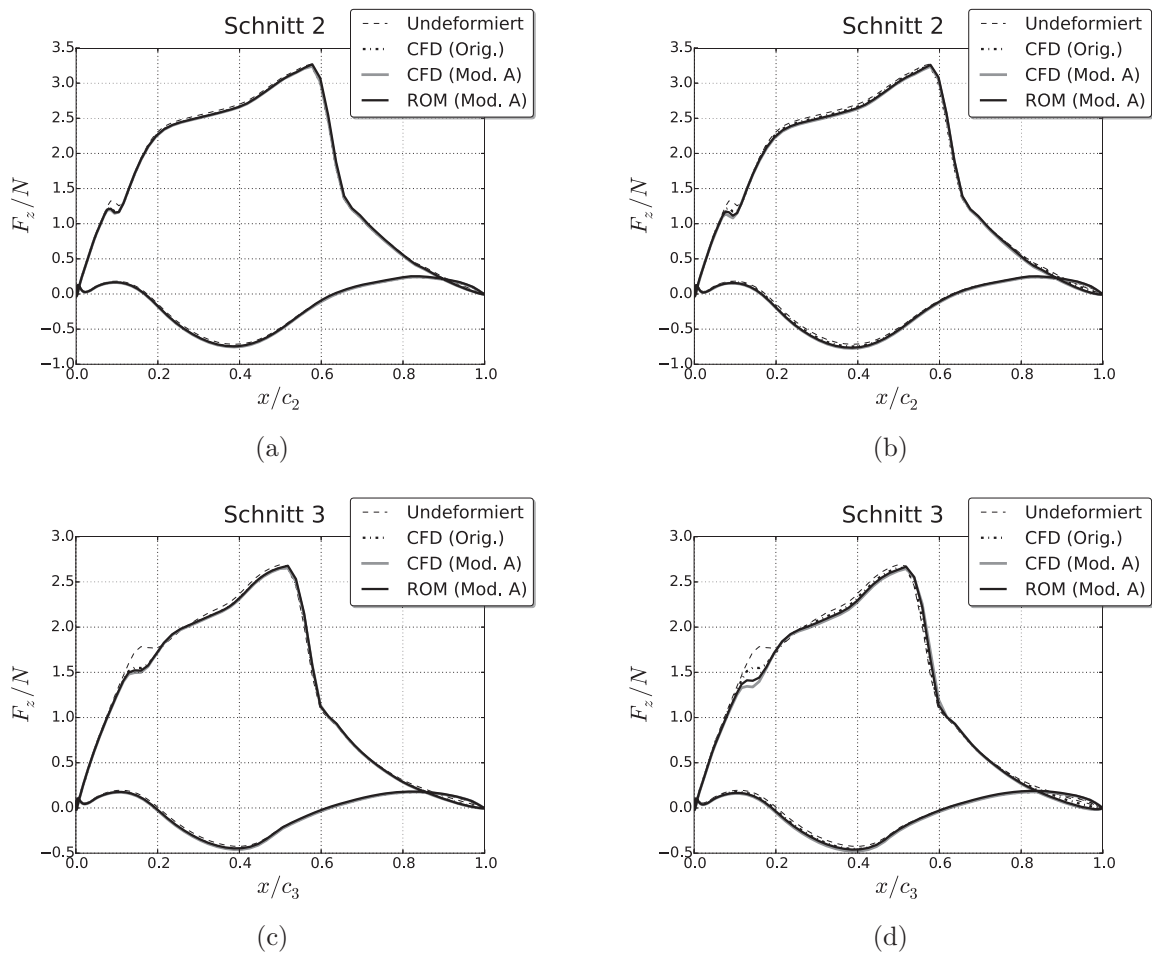 Schnitt 2
Undeformiert
CFD (Orig.)
CFD (Mod. A)
ROM (Mod. A)
3.5
3.0
2.5
2.0
1.5
1.0
0.5
0.0
−0.5
−1.0
F_z/N
0.0 0.2 0.4 0.6 0.8 1.0
x/c_2
(a)
Schnitt 2
Undeformiert
CFD (Orig.)
CFD (Mod. A)
ROM (Mod. A)
3.5
3.0
2.5
2.0
1.5
1.0
0.5
0.0
−0.5
−1.0
F_z/N
0.0 0.2 0.4 0.6 0.8 1.0
x/c_2
(b)
Schnitt 3
Undeformiert
CFD (Orig.)
CFD (Mod. A)
ROM (Mod. A)
3.0
2.5
2.0
1.5
1.0
0.5
0.0
−0.5
F_z/N
0.0 0.2 0.4 0.6 0.8 1.0
x/c_3
(c)
Schnitt 3
Undeformiert
CFD (Orig.)
CFD (Mod. A)
ROM (Mod. A)
3.0
2.5
2.0
1.5
1.0
0.5
0.0
−0.5
F_z/N
0.0 0.2 0.4 0.6 0.8 1.0
x/c_3
(d)